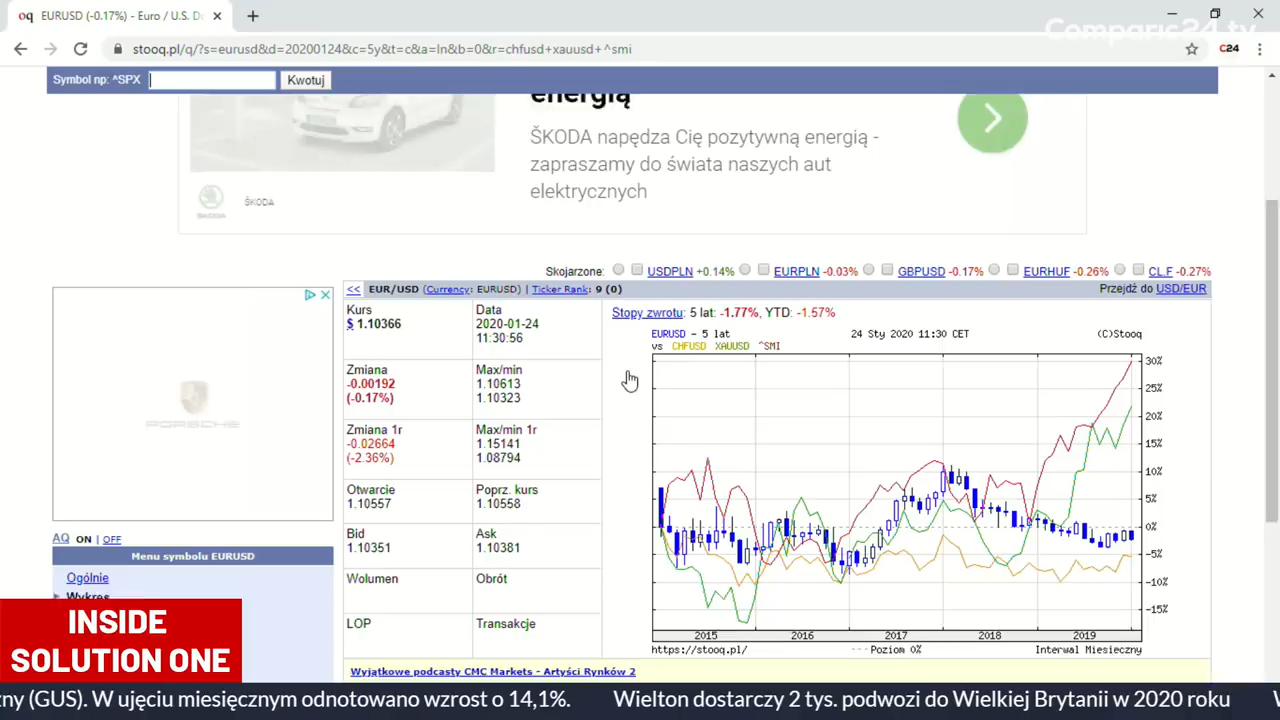 oq EURUSD (-0.17%) - Euro / U.S. Do
Comparic24.tv
stooq.pl/q/?s=eurusd&d=20200124&c=5y&t=c&a=ln&b=0&r=chfusd+xauusd+^smi
C24
Symbol np: ^SPX Kwotuj
energią
ŠKODA napędza Cię pozytywną energią -
zapraszamy do świata naszych aut
elektrycznych
ŠKODA
Skojarzone: USDPLN +0.14% EURPLN -0.03% GBPUSD -0.17% EURHUF -0.26% CL.F -0.27%
<< EUR/USD (Currency: EURUSD) | Ticker Rank: 9 (0) Przejdź do USD/EUR
Kurs
$ 1.10366
Data
2020-01-24
11:30:56
Zmiana
-0.00192
(-0.17%)
Max/min
1.10613
1.10323
Zmiana 1r
-0.02664
(-2.36%)
Max/min 1r
1.15141
1.08794
Otwarcie
1.10557
Poprz. kurs
1.10558
Bid
1.10351
Ask
1.10381
Wolumen
Obrót
LOP
Transakcje
Stopy zwrotu: 5 lat: -1.77%, YTD: -1.57%
EURUSD - 5 lat 24 Sty 2020 11:30 CET (C)Stooq
vs CHFUSD XAUUSD ^SMI
30%
25%
20%
15%
10%
5%
0%
-5%
-10%
-15%
2015 2016 2017 2018 2019
https://stooq.pl/ --- Poziom 0% Interwał Miesięczny
PORSCHE
AQ ON | OFF
Menu symbolu EURUSD
Ogólnie
Wykres
Wyjątkowe podcasty CMC Markets - Artyści Rynków 2
INSIDE
SOLUTION ONE
zny (GUS). W ujęciu miesięcznym odnotowano wzrost o 14,1%. Wielton dostarczy 2 tys. podwozi do Wielkiej Brytanii w 2020 roku